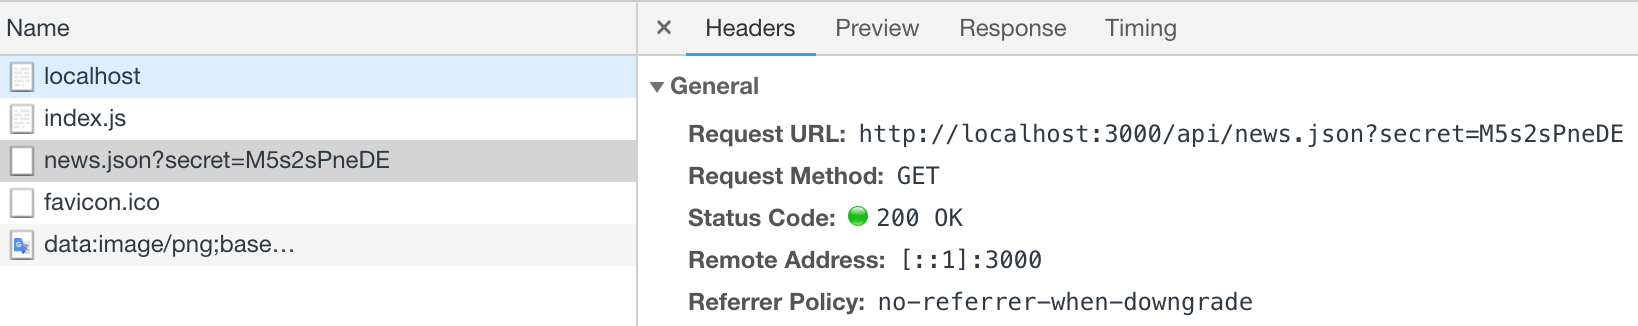 Name
localhost
index.js
news.json?secret=M5s2sPneDE
favicon.ico
data:image/png;base…
× Headers Preview Response Timing
▼ General
Request URL: http://localhost:3000/api/news.json?secret=M5s2sPneDE
Request Method: GET
Status Code: 200 OK
Remote Address: [::1]:3000
Referrer Policy: no-referrer-when-downgrade